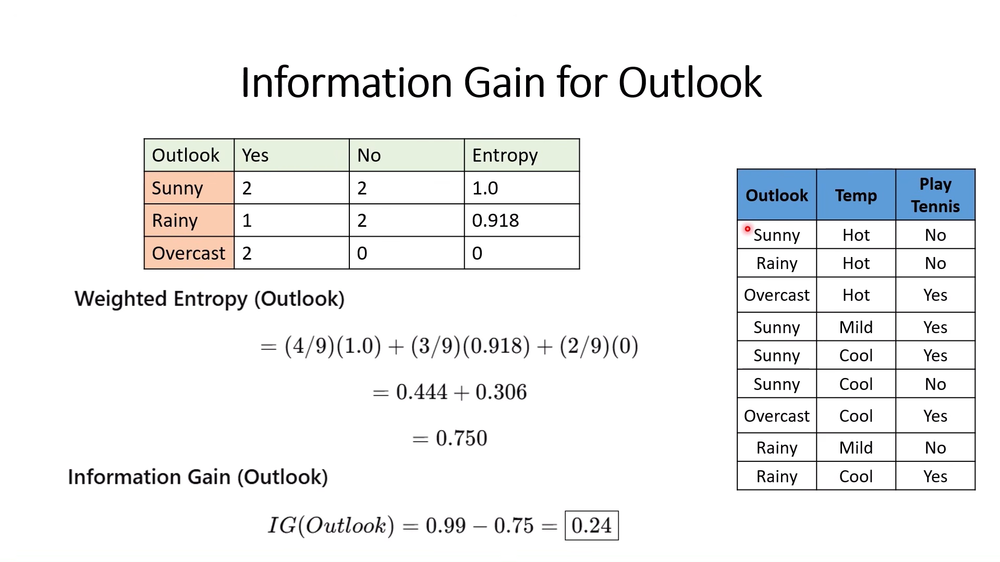 Information Gain for Outlook
Outlook Yes No Entropy
Sunny 2 2 1.0
Rainy 1 2 0.918
Overcast 2 0 0
Weighted Entropy (Outlook)
= (4/9)(1.0) + (3/9)(0.918) + (2/9)(0)
= 0.444 + 0.306
= 0.750
Information Gain (Outlook)
IG(Outlook) = 0.99 − 0.75 = 0.24
Outlook Temp Play Tennis
Sunny Hot No
Rainy Hot No
Overcast Hot Yes
Sunny Mild Yes
Sunny Cool Yes
Sunny Cool No
Overcast Cool Yes
Rainy Mild No
Rainy Cool Yes